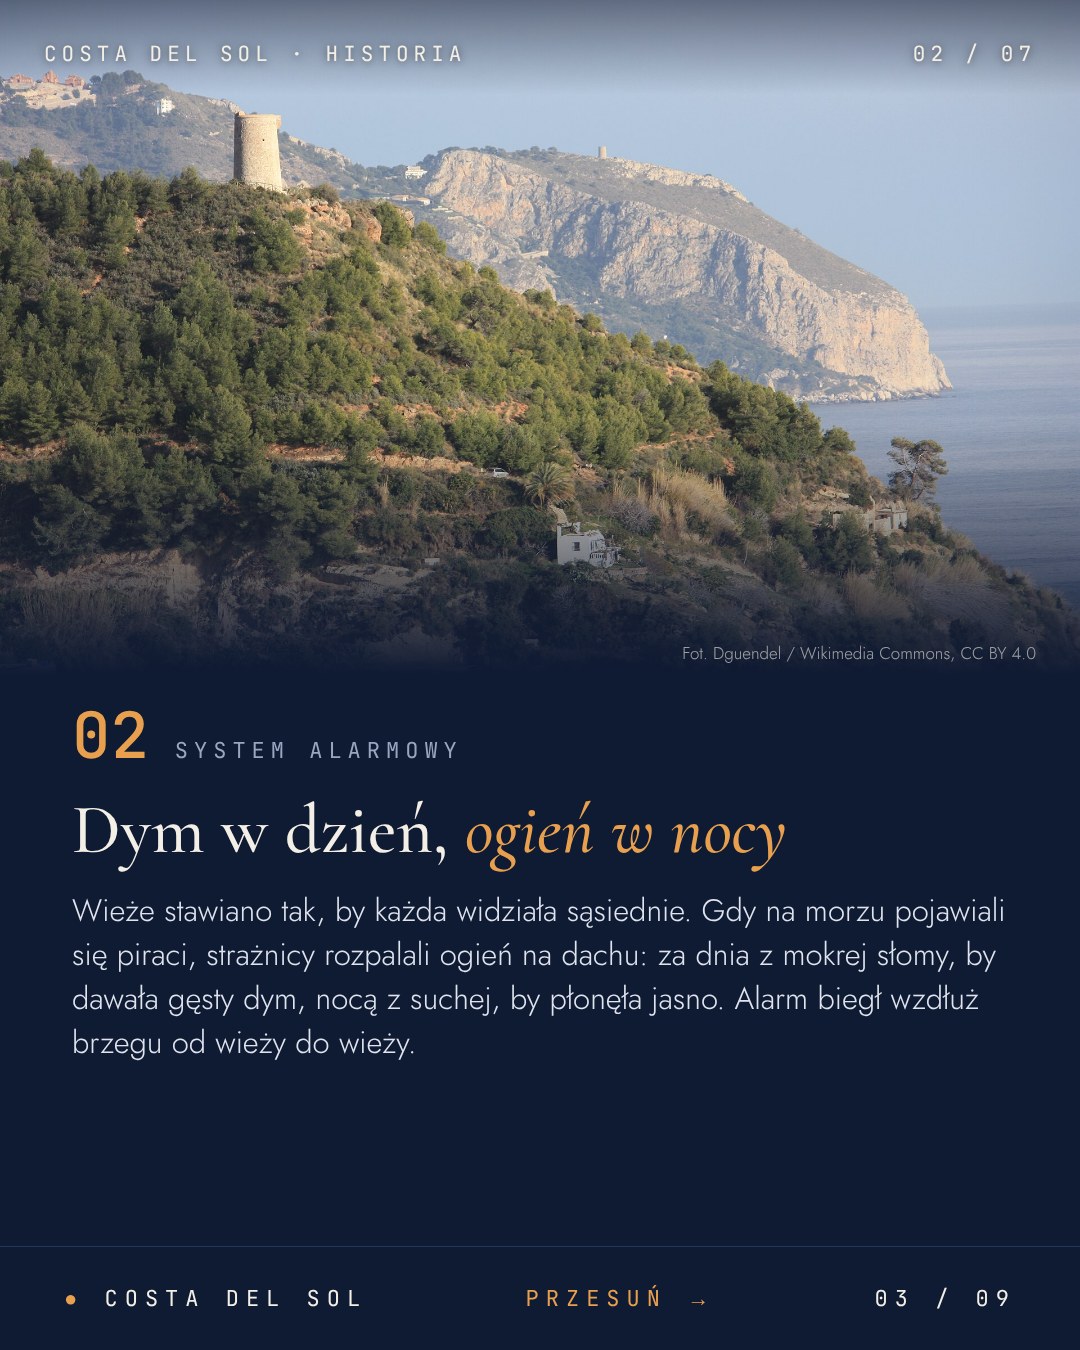 COSTA DEL SOL · HISTORIA
02 / 07
Fot. Dguendel / Wikimedia Commons, CC BY 4.0
02 SYSTEM ALARMOWY
Dym w dzień, ogień w nocy
Wieże stawiano tak, by każda widziała sąsiednie. Gdy na morzu pojawiali
się piraci, strażnicy rozpalali ogień na dachu: za dnia z mokrej słomy, by
dawała gęsty dym, nocą z suchej, by płonęła jasno. Alarm biegł wzdłuż
brzegu od wieży do wieży.
● COSTA DEL SOL
PRZESUŃ →
03 / 09